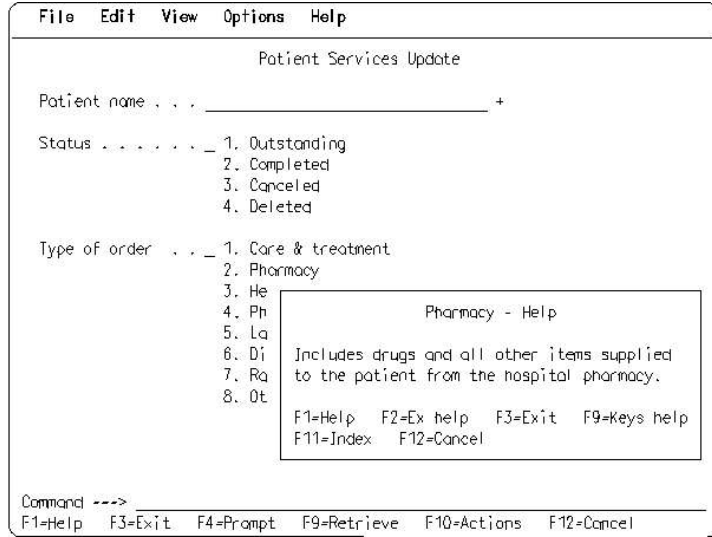 File Edit View Options Help
Patient Services Update
Patient name . . . ______________________________ +
Status . . . . . . _ 1. Outstanding
2. Completed
3. Canceled
4. Deleted
Type of order . . _ 1. Care & treatment
2. Pharmacy
3. He
4. Ph
5. La
6. Di
7. Ra
8. Ot
Pharmacy - Help
Includes drugs and all other items supplied
to the patient from the hospital pharmacy.
F1=Help F2=Ex help F3=Exit F9=Keys help
F11=Index F12=Cancel
Command ---> ______________________________
F1=Help F3=Exit F4=Prompt F9=Retrieve F10=Actions F12=Cancel